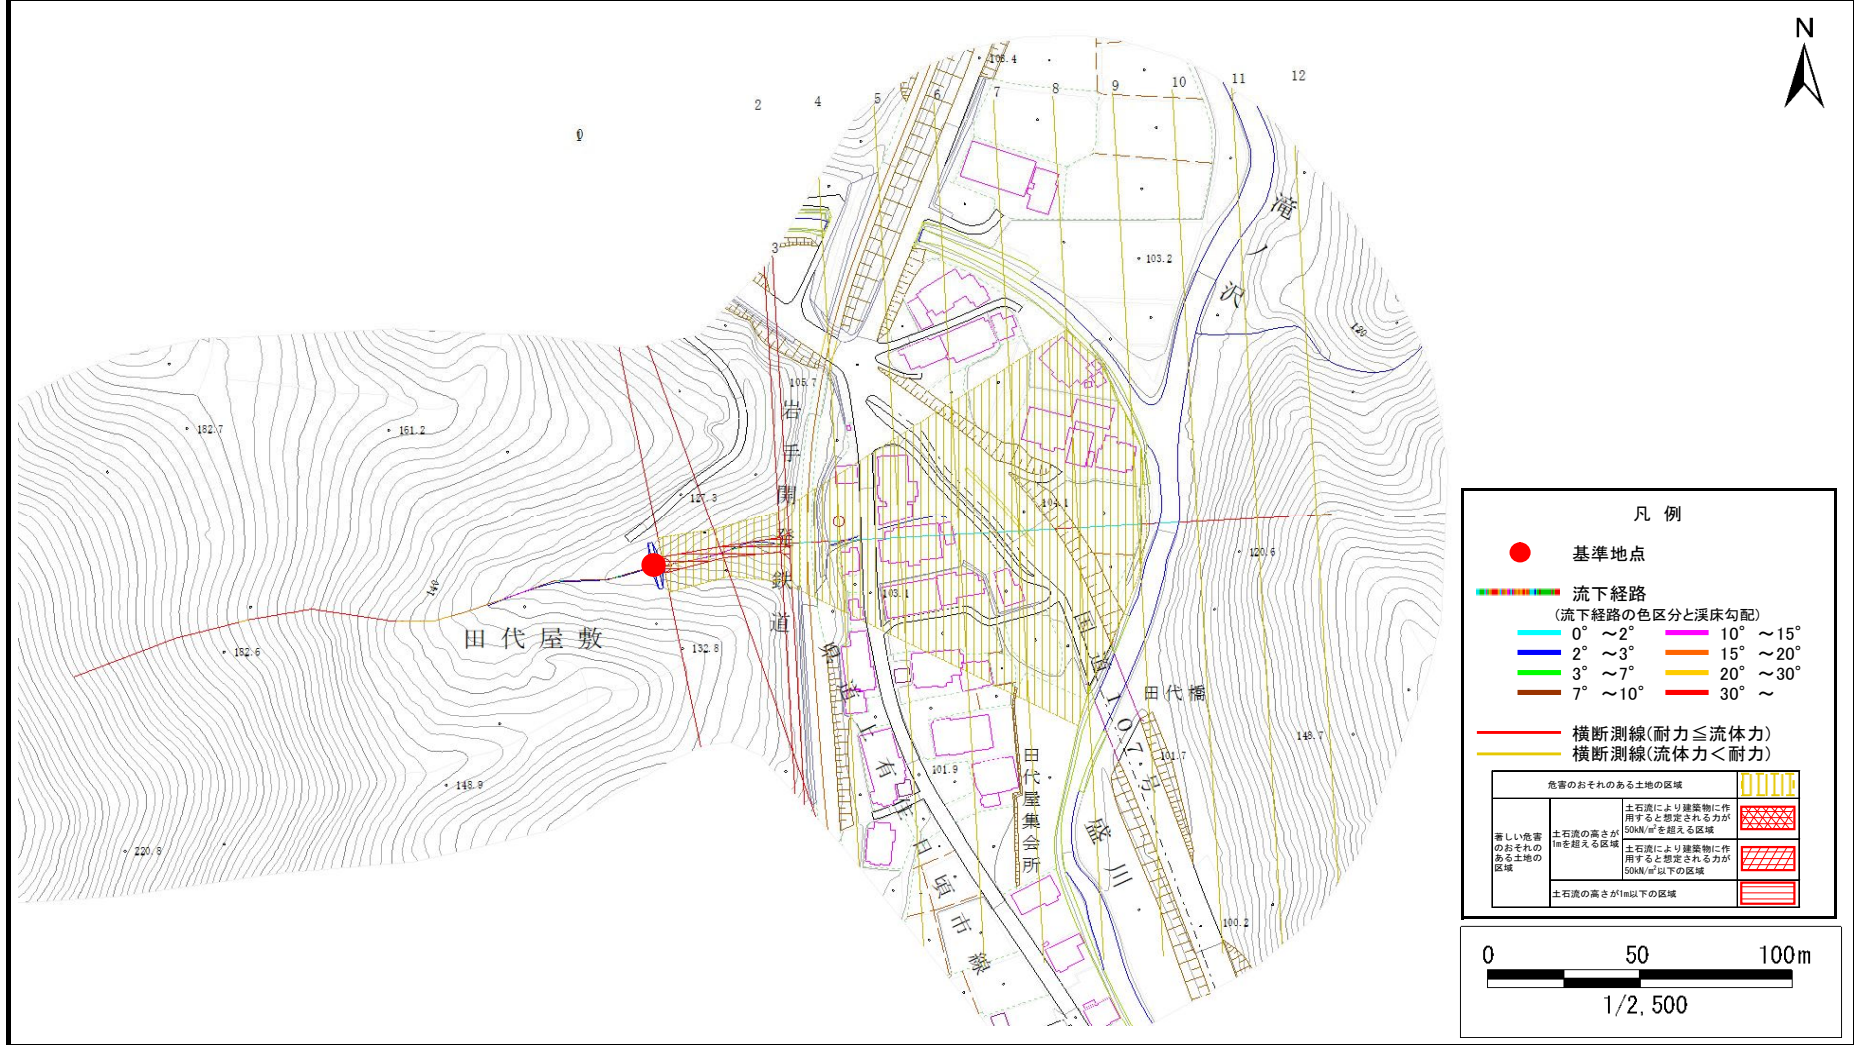 N
0
2
3
4
5
6
7
8
9
10
11
12
108.4
滝ノ沢
103.2
120
105.7
182.7
161.2
127.3
104.1
120.6
岩手開発鉄道
140
田代屋敷
182.6
132.8
103.1
148.9
220.8
県道上有住日頃市線
国道107号
田代橋
101.7
148.7
101.9
田代屋集会所
盛川
100.2
凡 例
基準地点
流下経路
(流下経路の色区分と渓床勾配)
0° ～2° 10° ～15°
2° ～3° 15° ～20°
3° ～7° 20° ～30°
7° ～10° 30° ～
横断測線(耐力≦流体力)
横断測線(流体力＜耐力)
危害のおそれのある土地の区域
著しい危害
のおそれの
ある土地の
区域
土石流の高さが
1mを超える区域
土石流により建築物に作
用すると想定される力が
50kN/m²を超える区域
土石流により建築物に作
用すると想定される力が
50kN/m²以下の区域
土石流の高さが1m以下の区域
0 50 100m
1/2,500